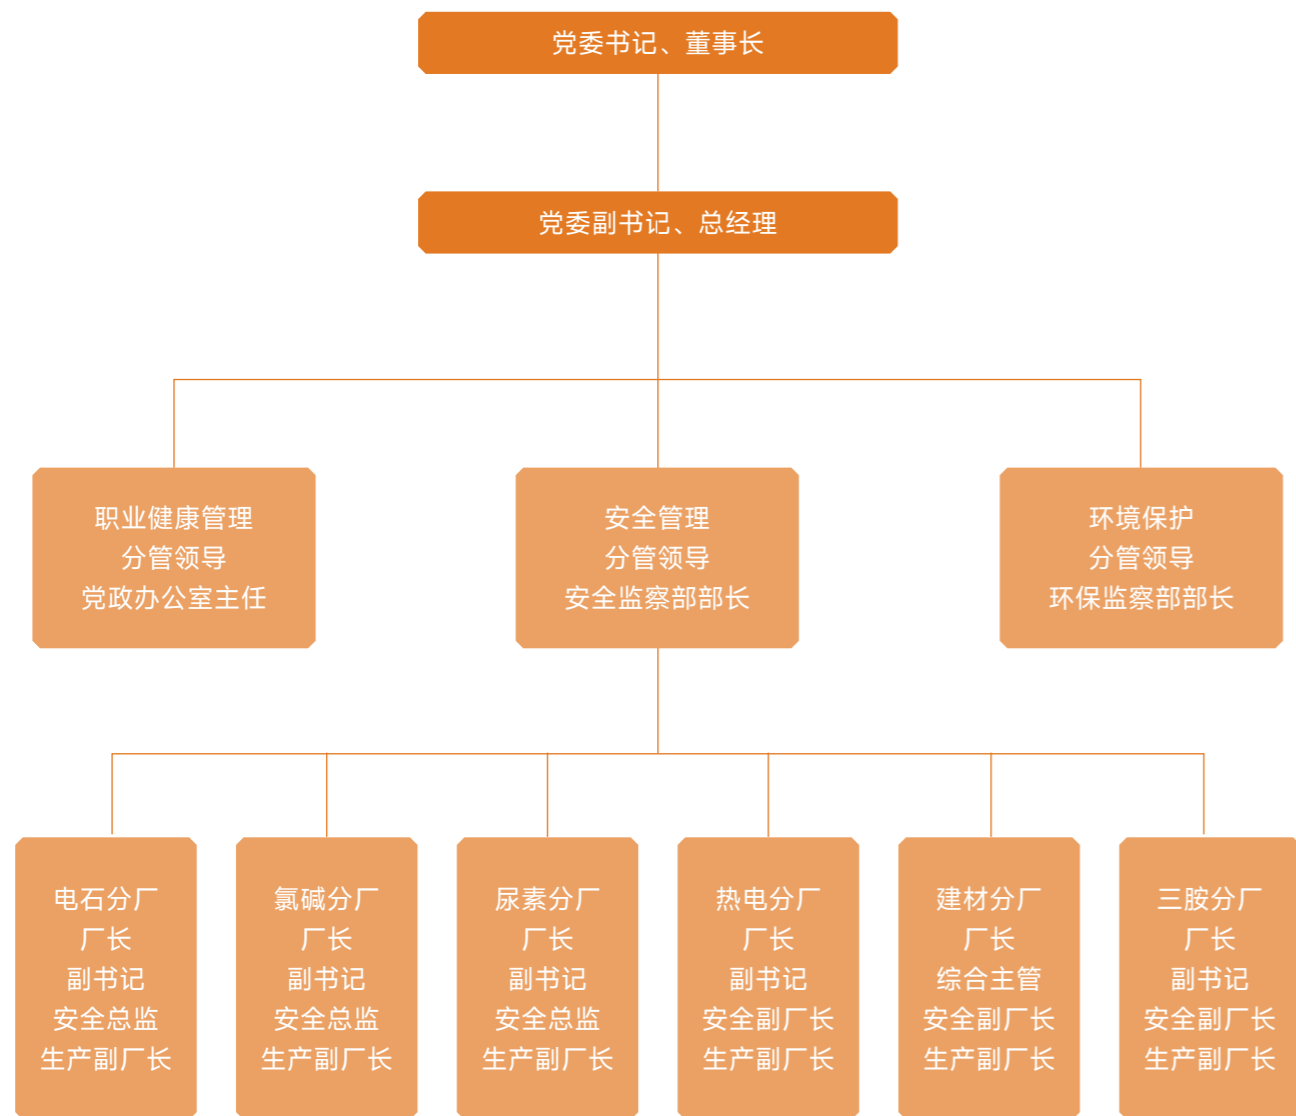 党委书记、董事长
党委副书记、总经理
职业健康管理
分管领导
党政办公室主任
安全管理
分管领导
安全监察部部长
环境保护
分管领导
环保监察部部长
电石分厂
厂长
副书记
安全总监
生产副厂长
氯碱分厂
厂长
副书记
安全总监
生产副厂长
尿素分厂
厂长
副书记
安全总监
生产副厂长
热电分厂
厂长
副书记
安全副厂长
生产副厂长
建材分厂
厂长
综合主管
安全副厂长
生产副厂长
三胺分厂
厂长
副书记
安全副厂长
生产副厂长